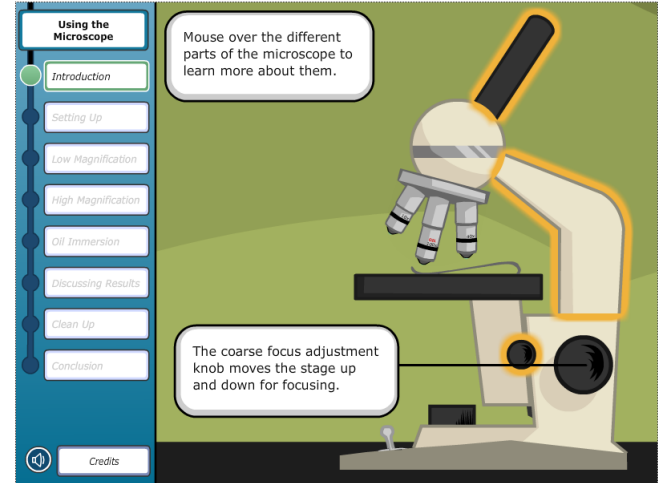 Using the
Microscope
Introduction
Setting Up
Low Magnification
High Magnification
Oil Immersion
Discussing Results
Clean Up
Conclusion
Credits
Mouse over the different
parts of the microscope to
learn more about them.
The coarse focus adjustment
knob moves the stage up
and down for focusing.